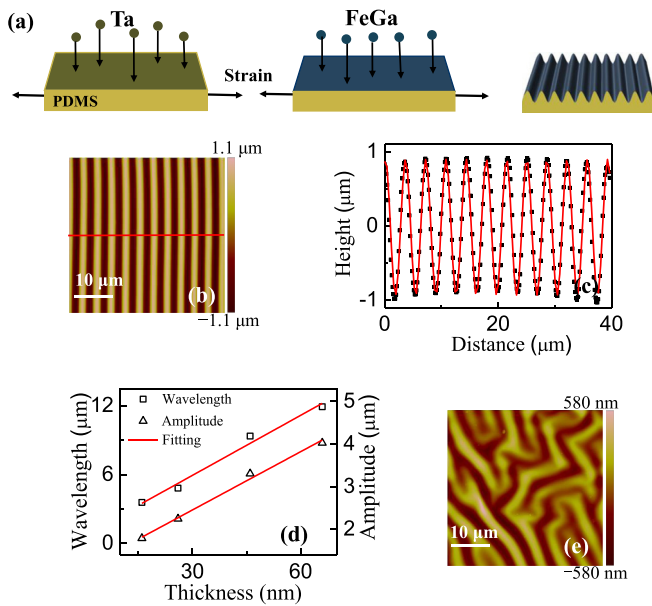 (a)
Ta
FeGa
Strain
PDMS
1.1 μm
10 μm
(b)
−1.1 μm
Height (μm)
1
0
-1
(c)
0
20
40
Distance (μm)
Wavelength (μm)
12
6
0
Wavelength
Amplitude
Fitting
(d)
5
4
3
2
Amplitude (μm)
30
60
Thickness (nm)
580 nm
10 μm
(e)
−580 nm